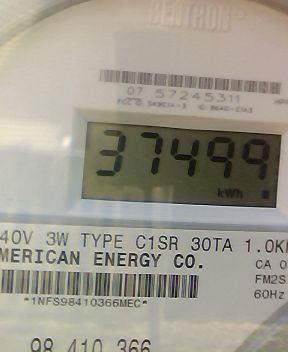 CENTRON®
07 57245311
37499
kWh
40V 3W TYPE C1SR 30TA 1.0K
MERICAN ENERGY CO.
CA 0
FM2S
60Hz
*1NFS98410366MEC*
98 410 366